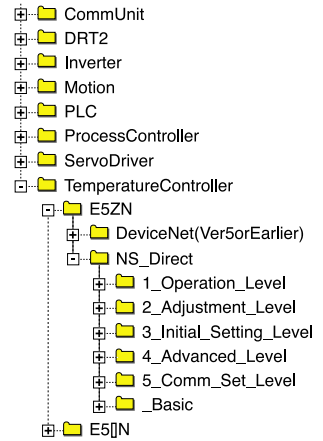 CommUnit
DRT2
Inverter
Motion
PLC
ProcessController
ServoDriver
TemperatureController
E5ZN
DeviceNet(Ver5orEarlier)
NS_Direct
1_Operation_Level
2_Adjustment_Level
3_Initial_Setting_Level
4_Advanced_Level
5_Comm_Set_Level
_Basic
E5[]N